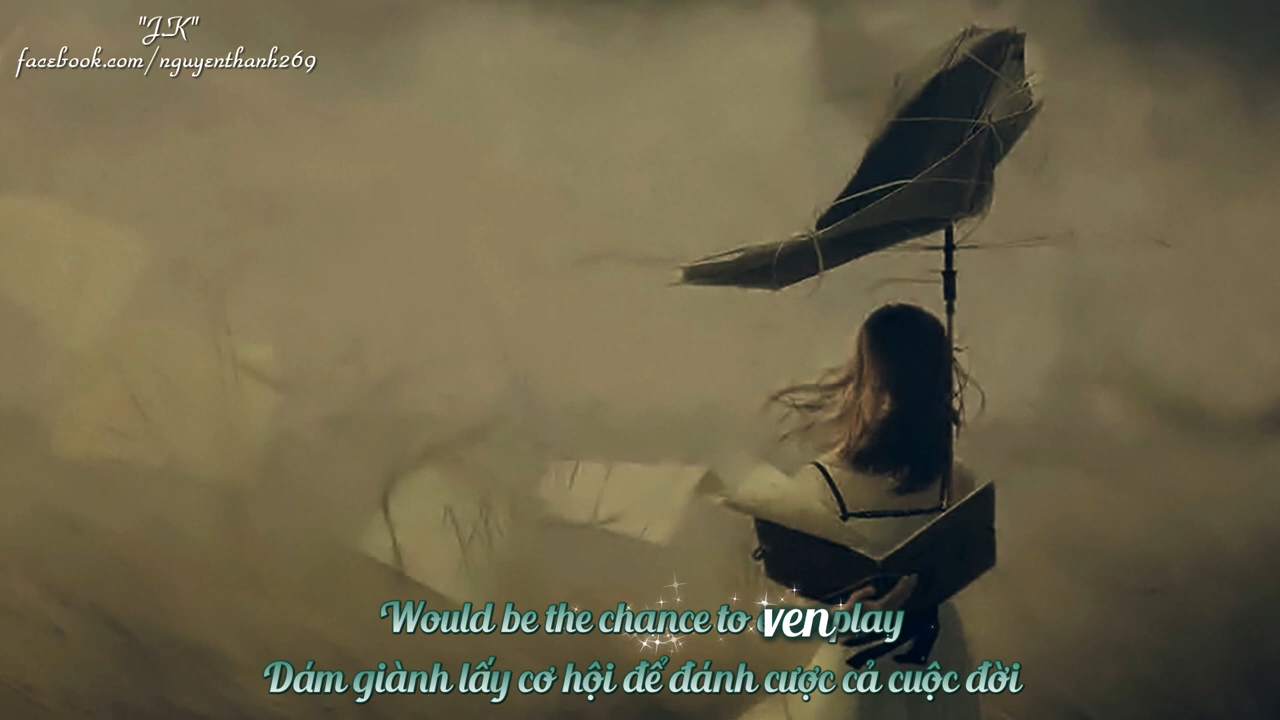 "J.K"
facebook.com/nguyenthanh269
Would be the chance to even play
Dám giành lấy cơ hội để đánh cược cả cuộc đời